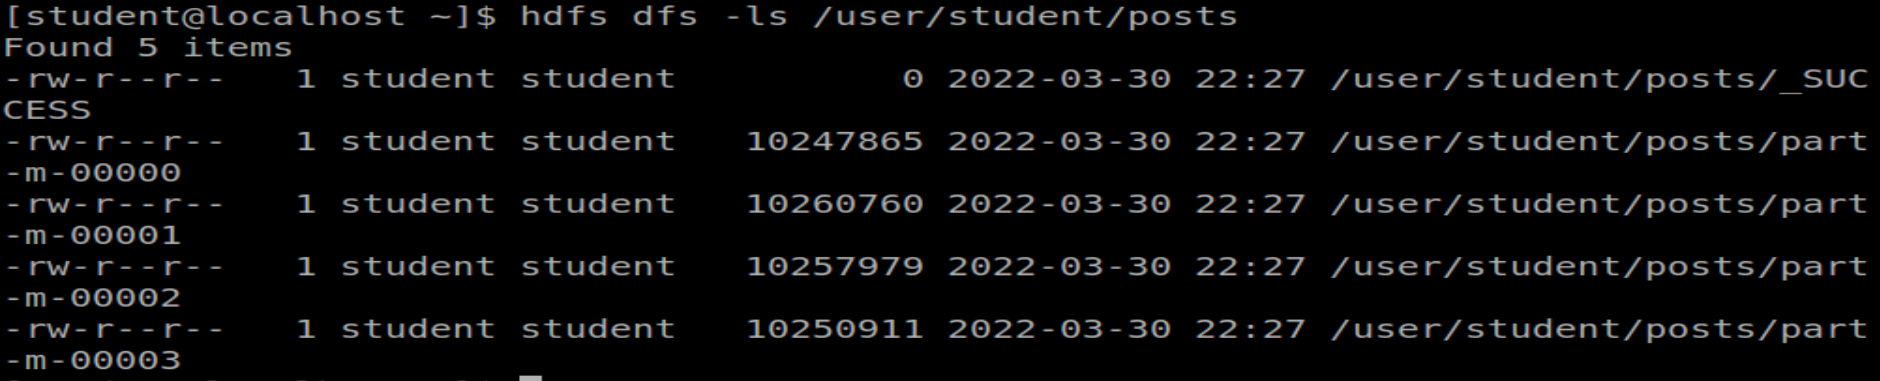 [student@localhost ~]$ hdfs dfs -ls /user/student/posts
Found 5 items
-rw-r--r--   1 student student          0 2022-03-30 22:27 /user/student/posts/_SUC
CESS
-rw-r--r--   1 student student   10247865 2022-03-30 22:27 /user/student/posts/part
-m-00000
-rw-r--r--   1 student student   10260760 2022-03-30 22:27 /user/student/posts/part
-m-00001
-rw-r--r--   1 student student   10257979 2022-03-30 22:27 /user/student/posts/part
-m-00002
-rw-r--r--   1 student student   10250911 2022-03-30 22:27 /user/student/posts/part
-m-00003